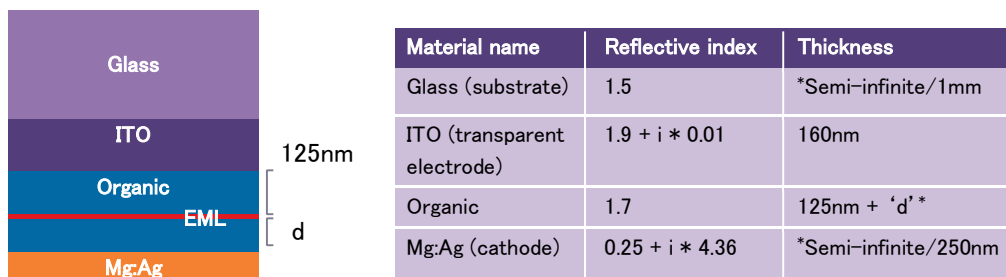 Glass
ITO
125nm
Organic
EML
d
Mg:Ag
Material name Reflective index Thickness
Glass (substrate) 1.5 *Semi-infinite/1mm
ITO (transparent electrode) 1.9 + i * 0.01 160nm
Organic 1.7 125nm + ‘d’*
Mg:Ag (cathode) 0.25 + i * 4.36 *Semi-infinite/250nm